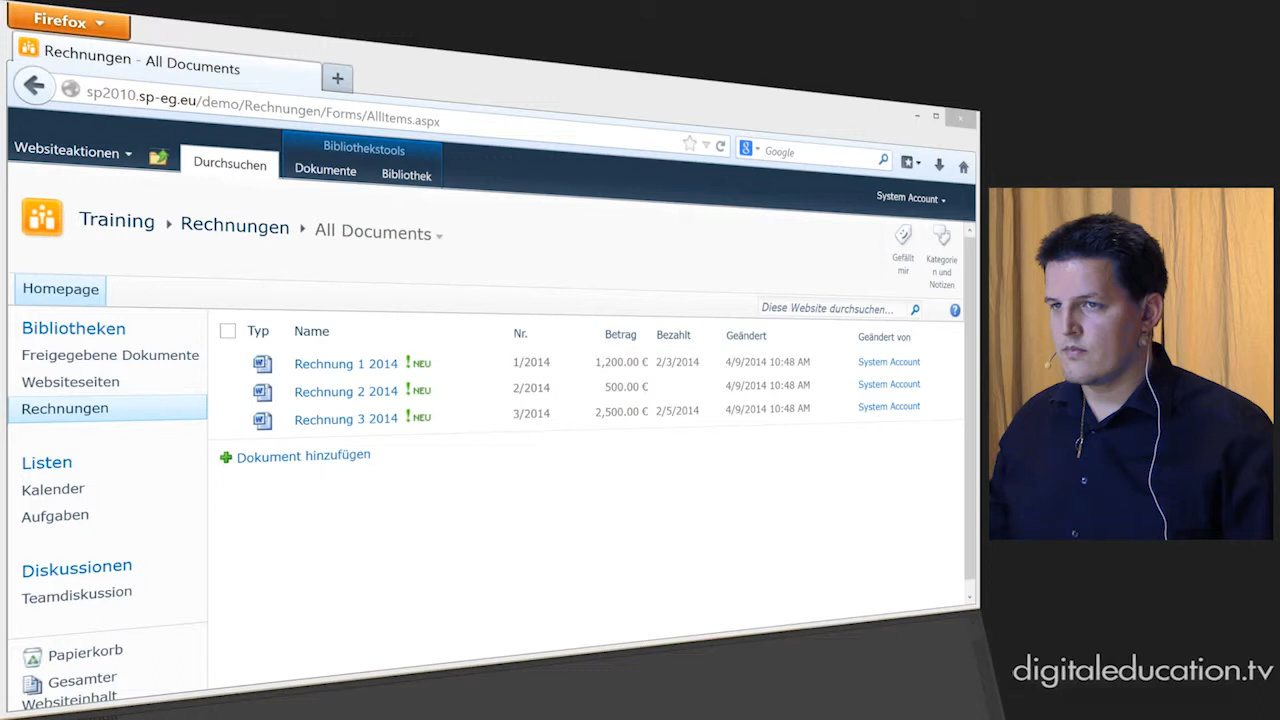 Firefox
Rechnungen - All Documents
sp2010.sp-eg.eu/demo/Rechnungen/Forms/AllItems.aspx
Google
Websiteaktionen
Durchsuchen
Bibliothekstools
Dokumente
Bibliothek
System Account
Training
Rechnungen
All Documents
Gefällt
mir
Kategorie
n und
Notizen
Homepage
Diese Website durchsuchen...
Bibliotheken
Freigegebene Dokumente
Websiteseiten
Rechnungen
Listen
Kalender
Aufgaben
Diskussionen
Teamdiskussion
Papierkorb
Gesamter
Websiteinhalt
Typ Name Nr. Betrag Bezahlt Geändert Geändert von
Rechnung 1 2014 NEU 1/2014 1,200.00 € 2/3/2014 4/9/2014 10:48 AM System Account
Rechnung 2 2014 NEU 2/2014 500.00 € 4/9/2014 10:48 AM System Account
Rechnung 3 2014 NEU 3/2014 2,500.00 € 2/5/2014 4/9/2014 10:48 AM System Account
Dokument hinzufügen
digitaleducation.tv